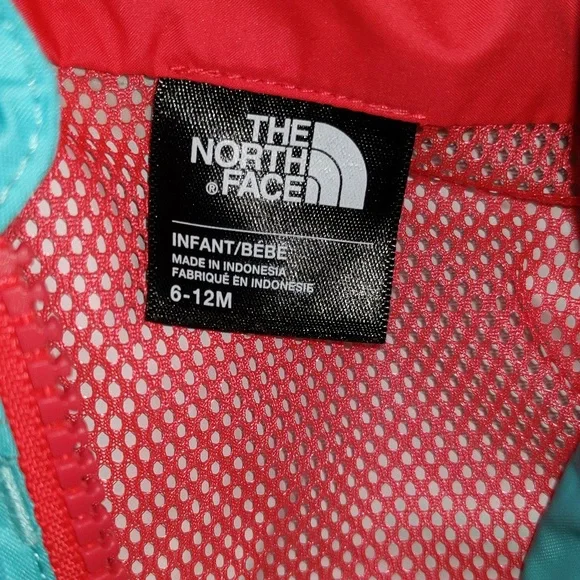 THE
NORTH
®FACE
INFANT/BÉBÉ
MADE IN INDONESIA
FABRIQUÉ EN INDONÉSIE
6-12M